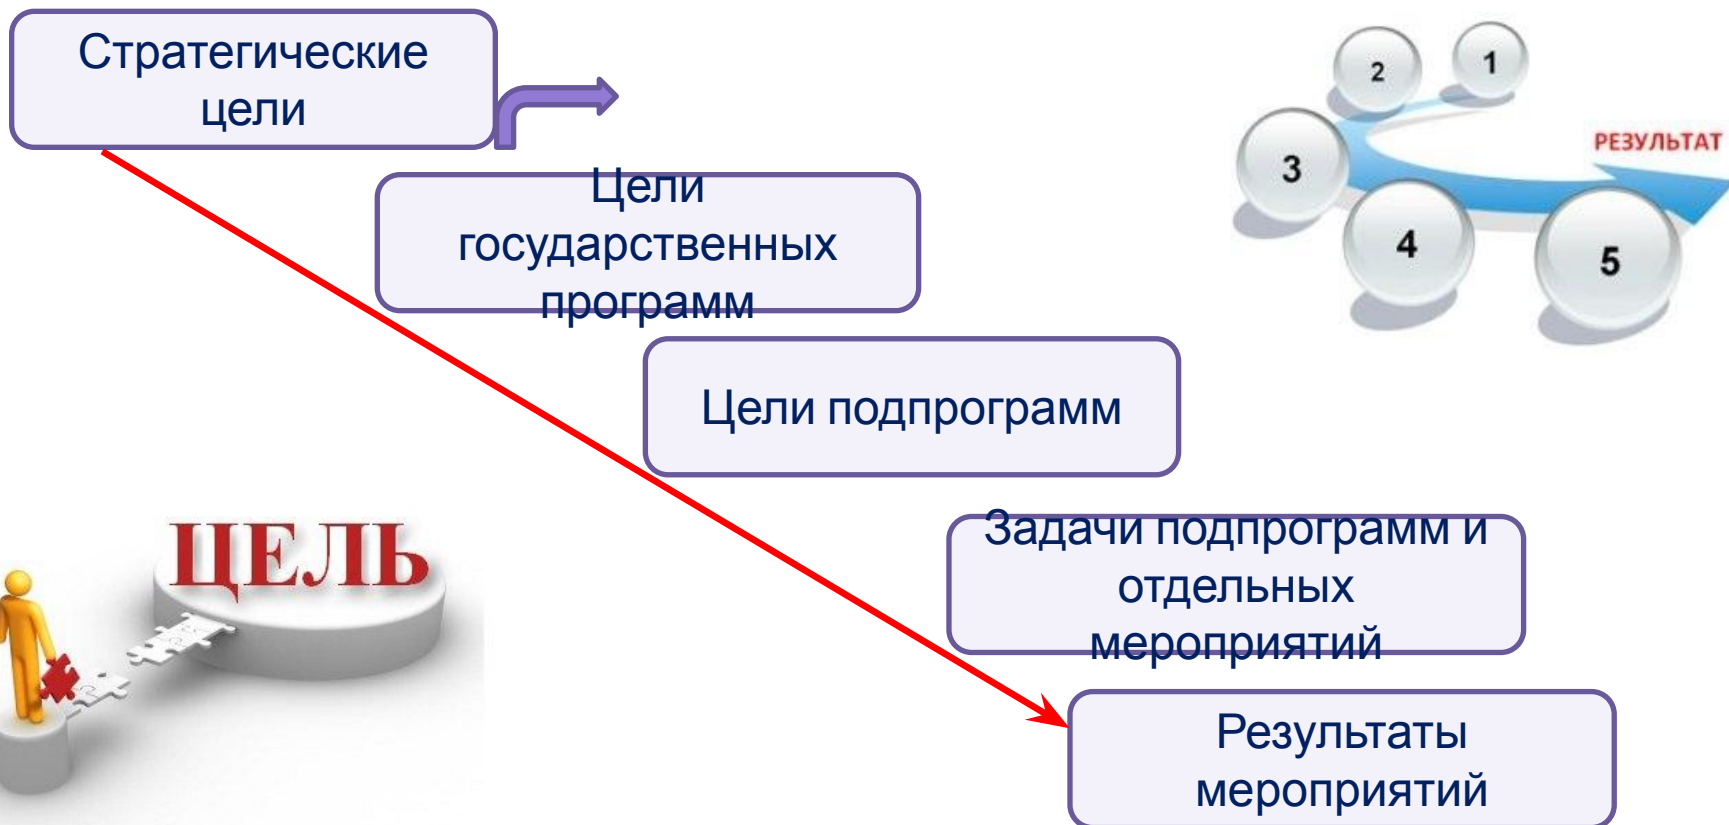 Стратегические
цели
Цели
государственных
программ
Цели подпрограмм
Задачи подпрограмм и
отдельных
мероприятий
Результаты
мероприятий
1
2
3
4
5
РЕЗУЛЬТАТ
ЦЕЛЬ